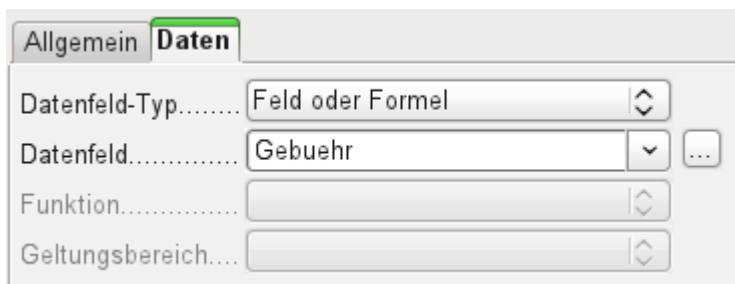 Allgemein Daten
Datenfeld-Typ........ Feld oder Formel
Datenfeld.............. Gebuehr ...
Funktion...............
Geltungsbereich....